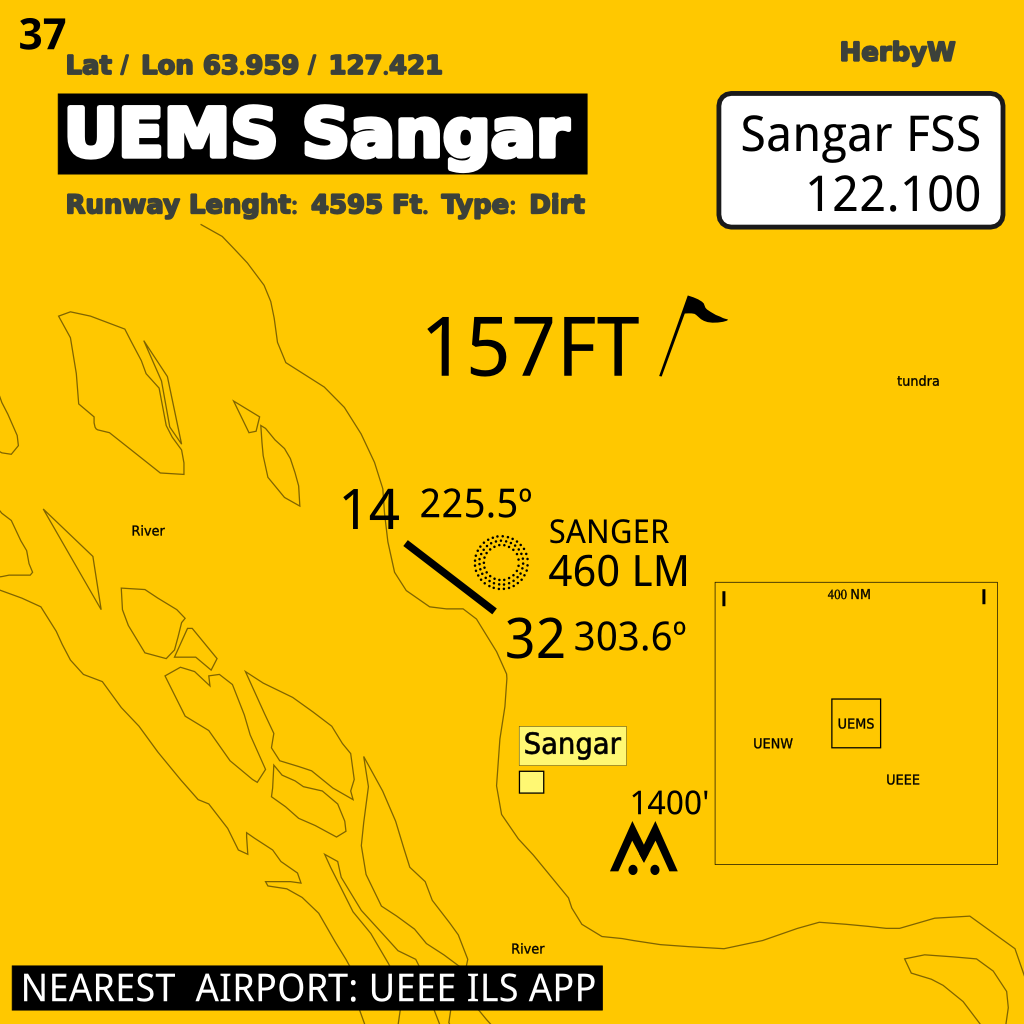 37
Lat / Lon 63.959 / 127.421
HerbyW
UEMS Sangar
Sangar FSS
122.100
Runway Lenght: 4595 Ft. Type: Dirt
157FT
tundra
14 225.5º
River
SANGER
460 LM
32 303.6º
400 NM
UEMS
UENW
UEEE
Sangar
1400'
River
NEAREST AIRPORT: UEEE ILS APP